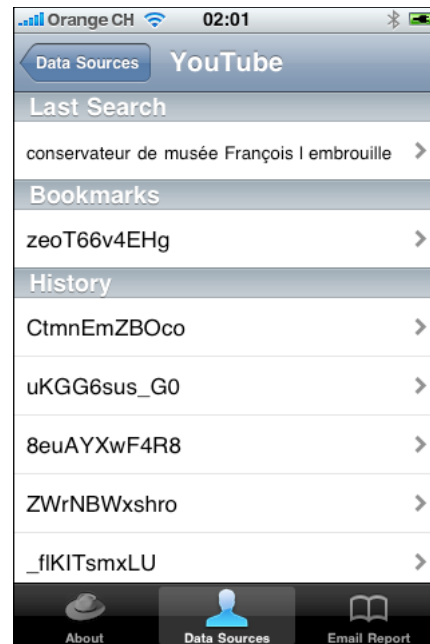 Orange CH 02:01
Data Sources YouTube
Last Search
conservateur de musée François I embrouille
Bookmarks
zeoT66v4EHg
History
CtmnEmZBOco
uKGG6sus_G0
8euAYXwF4R8
ZWrNBWxshro
_flKITsmxLU
About Data Sources Email Report